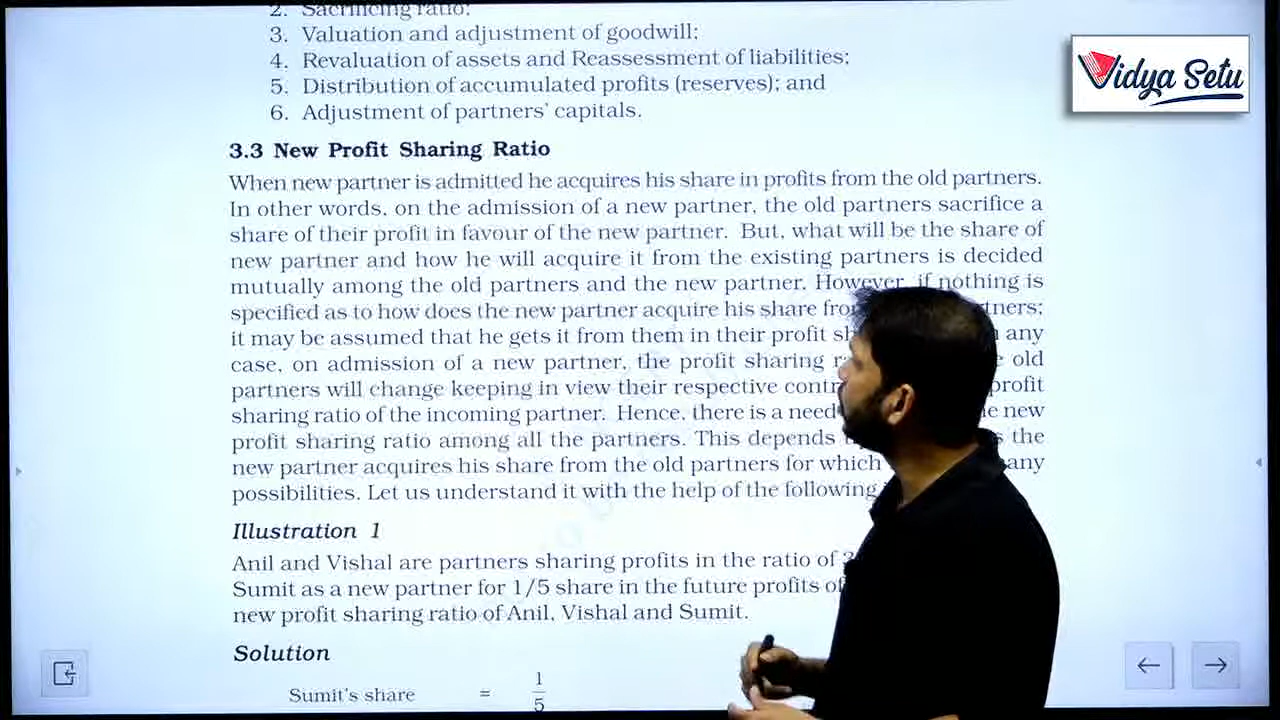 2. Sacrificing ratio;
3. Valuation and adjustment of goodwill;
4. Revaluation of assets and Reassessment of liabilities;
5. Distribution of accumulated profits (reserves); and
6. Adjustment of partners' capitals.
Vidya Setu
3.3 New Profit Sharing Ratio
When new partner is admitted he acquires his share in profits from the old partners.
In other words, on the admission of a new partner, the old partners sacrifice a
share of their profit in favour of the new partner. But, what will be the share of
new partner and how he will acquire it from the existing partners is decided
mutually among the old partners and the new partner. However, if nothing is
specified as to how does the new partner acquire his share from tners;
it may be assumed that he gets it from them in their profit sh any
case, on admission of a new partner, the profit sharing r old
partners will change keeping in view their respective contr profit
sharing ratio of the incoming partner. Hence, there is a need new
profit sharing ratio among all the partners. This depends the
new partner acquires his share from the old partners for which any
possibilities. Let us understand it with the help of the following
Illustration 1
Anil and Vishal are partners sharing profits in the ratio of 3
Sumit as a new partner for 1/5 share in the future profits of
new profit sharing ratio of Anil, Vishal and Sumit.
Solution
Sumit's share = 1/5